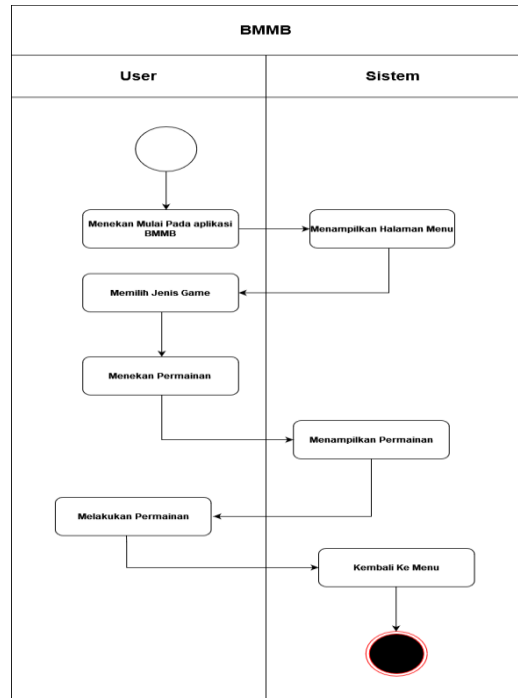 BMMB
User
Sistem
Menekan Mulai Pada aplikasi
BMMB
Menampilkan Halaman Menu
Memilih Jenis Game
Menekan Permainan
Menampilkan Permainan
Melakukan Permainan
Kembali Ke Menu